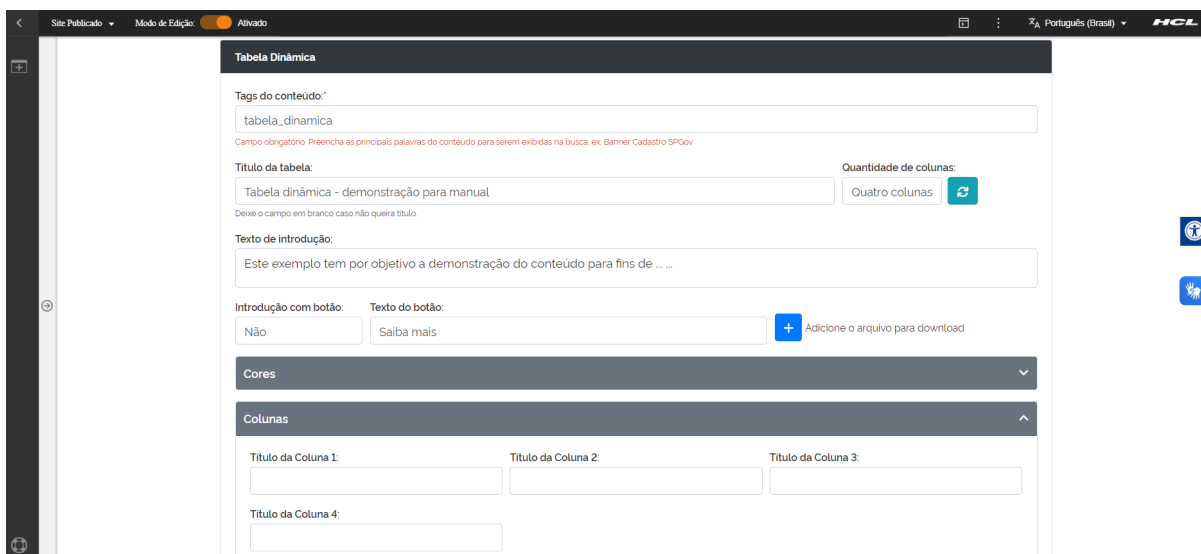 Site Publicado Modo de Edição: Ativado Português (Brasil) HCL
Tabela Dinâmica
Tags do conteúdo:*
tabela_dinamica
Campo obrigatório. Preencha as principais palavras do conteúdo para serem exibidas na busca. ex: Banner Cadastro SPGov
Título da tabela: Quantidade de colunas:
Tabela dinâmica - demonstração para manual Quatro colunas
Deixe o campo em branco caso não queira título.
Texto de introdução:
Este exemplo tem por objetivo a demonstração do conteúdo para fins de ... ...
Introdução com botão: Texto do botão:
Não Saiba mais + Adicione o arquivo para download
Cores
Colunas
Título da Coluna 1: Título da Coluna 2: Título da Coluna 3:
Título da Coluna 4: